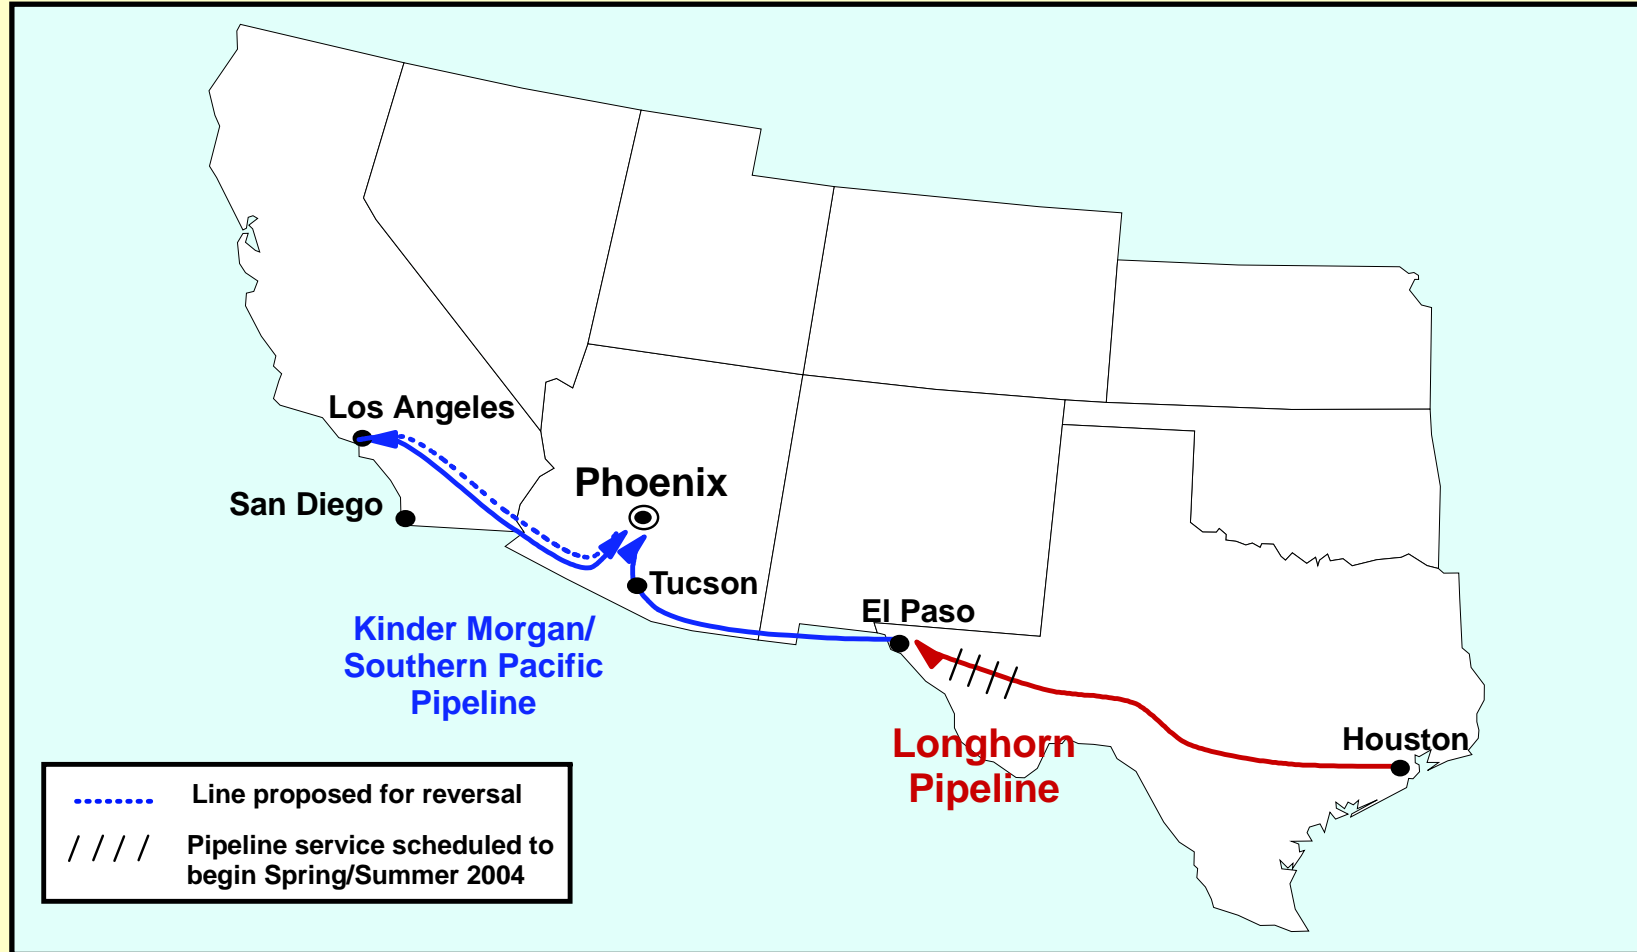 Los Angeles
San Diego
Phoenix
Tucson
El Paso
Houston
Kinder Morgan/
Southern Pacific
Pipeline
Longhorn
Pipeline
Line proposed for reversal
Pipeline service scheduled to
begin Spring/Summer 2004